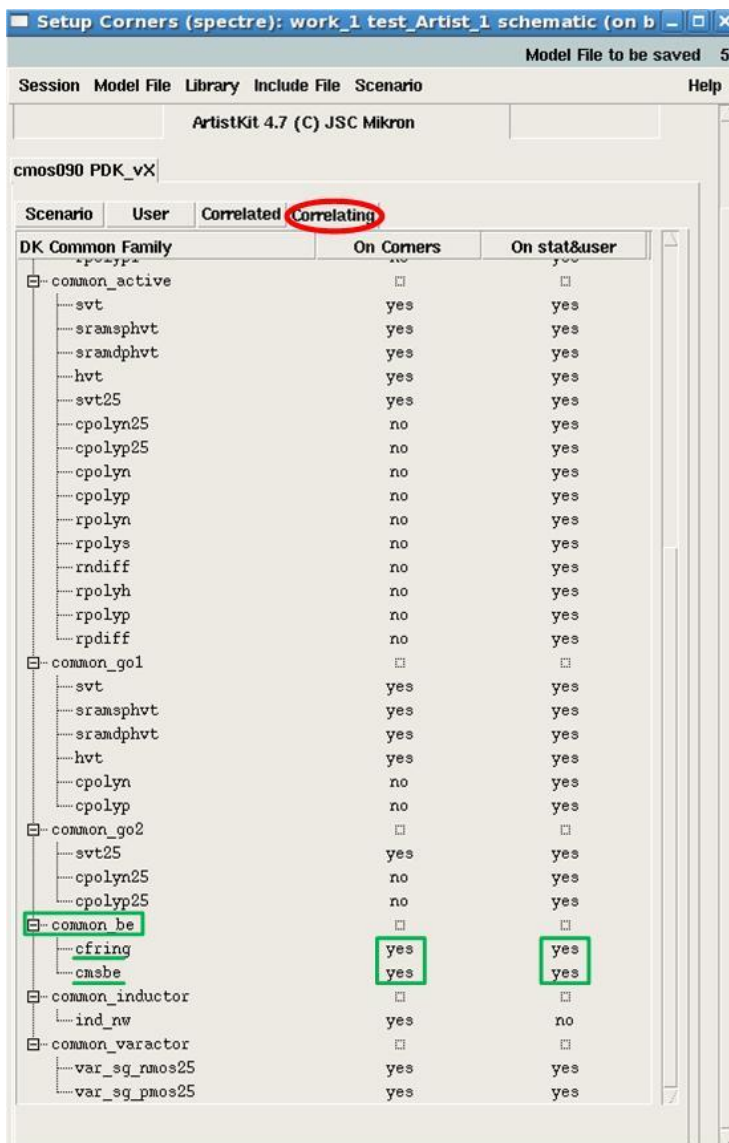 Setup Corners (spectre): work_1 test_Artist_1 schematic (on b
Model File to be saved 5
Session Model File Library Include File Scenario Help
ArtistKit 4.7 (C) JSC Mikron
cmos090 PDK_vX
Scenario User Correlated Correlating
DK Common Family On Corners On stat&user
common_active
svt yes yes
sramsphvt yes yes
sramdphvt yes yes
hvt yes yes
svt25 yes yes
cpolyn25 no yes
cpolyp25 no yes
cpolyn no yes
cpolyp no yes
rpolyn no yes
rpolys no yes
rndiff no yes
rpolyh no yes
rpolyp no yes
rpdiff no yes
common_go1
svt yes yes
sramsphvt yes yes
sramdphvt yes yes
hvt yes yes
cpolyn no yes
cpolyp no yes
common_go2
svt25 yes yes
cpolyn25 no yes
cpolyp25 no yes
common_be
cfring yes yes
cmsbe yes yes
common_inductor
ind_nw yes no
common_varactor
var_sg_nmos25 yes yes
var_sg_pmos25 yes yes